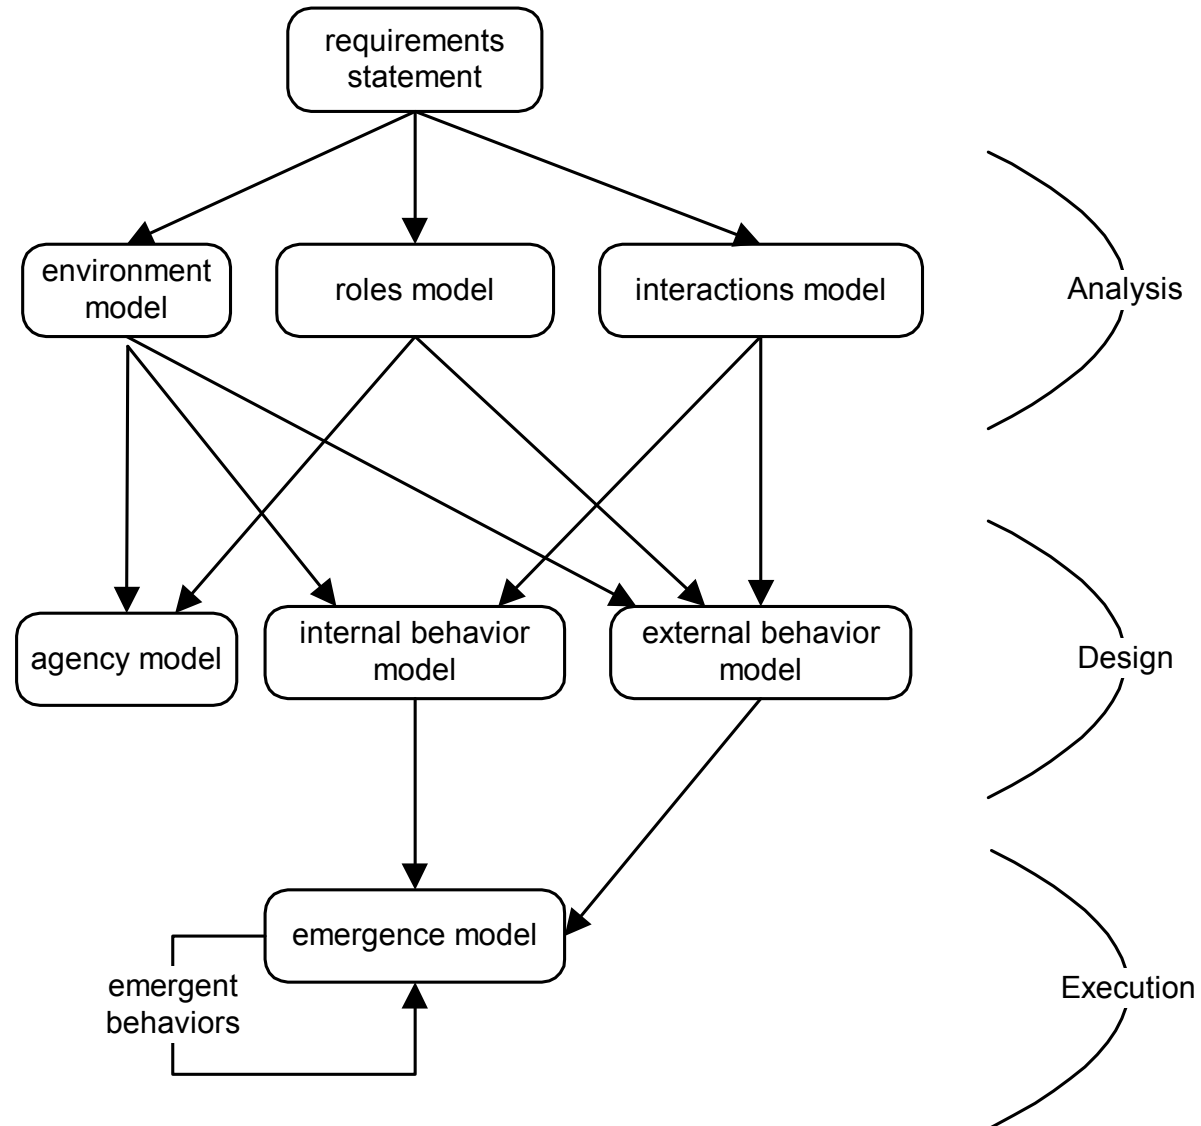 requirements
statement
environment
model
roles model
interactions model
Analysis
agency model
internal behavior
model
external behavior
model
Design
emergence model
emergent
behaviors
Execution